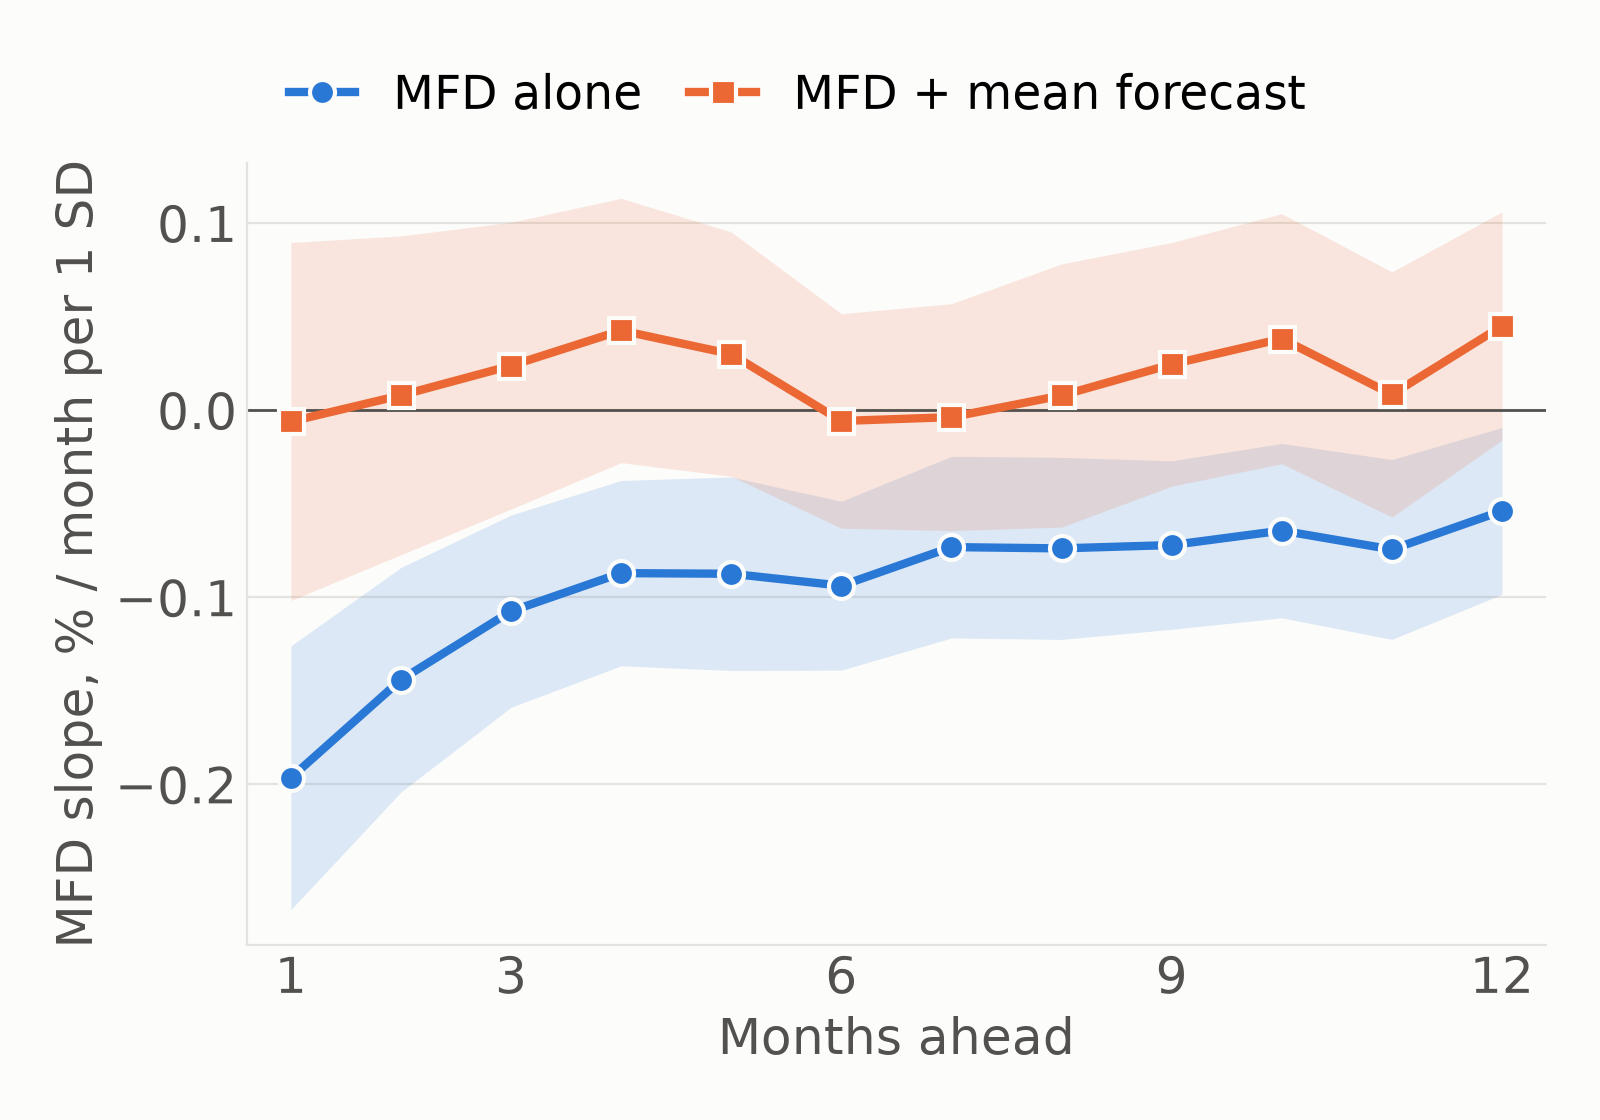 MFD alone
MFD + mean forecast
MFD slope, % / month per 1 SD
0.1
0.0
−0.1
−0.2
1 3 6 9 12
Months ahead